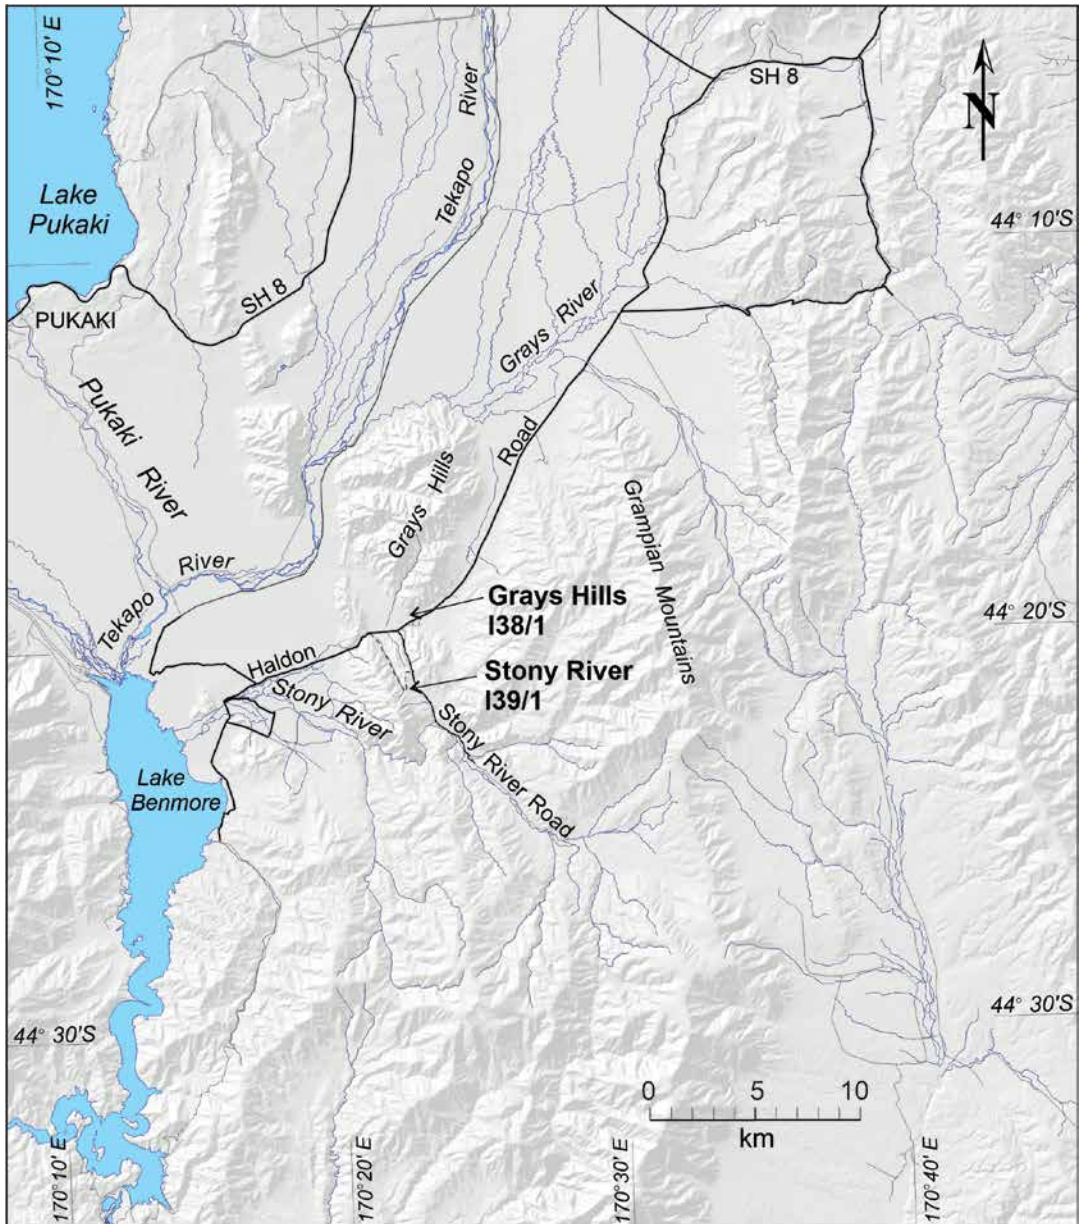 170° 10' E
SH 8
N
River
Tekapo
Lake
Pukaki
44° 10'S
SH 8
PUKAKI
Grays River
Pukaki
River
Road
Grays Hills
Grampian Mountains
River
Tekapo
Grays Hills
I38/1
44° 20'S
Haldon
Stony River
I39/1
Stony River
Stony River Road
Lake
Benmore
44° 30'S
44° 30'S
0 5 10
km
170° 10' E
170° 20' E
170° 30' E
170° 40' E